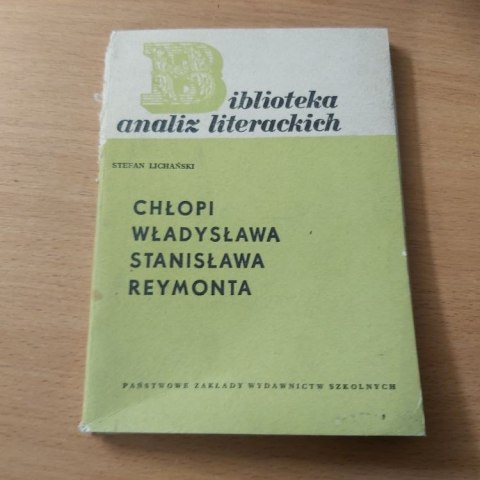 Biblioteka
analiz literackich
STEFAN LICHAŃSKI
CHŁOPI
WŁADYSŁAWA
STANISŁAWA
REYMONTA
PAŃSTWOWE ZAKŁADY WYDAWNICTW SZKOLNYCH